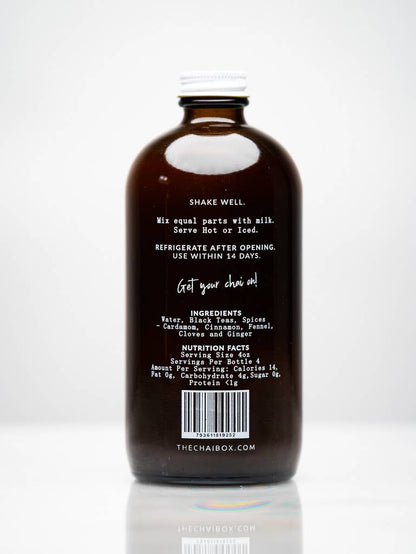 SHAKE WELL.
Mix equal parts with milk.
Serve Hot or Iced.
REFRIGERATE AFTER OPENING.
USE WITHIN 14 DAYS.
Get your chai on!
INGREDIENTS
Water, Black Teas, Spices
- Cardamom, Cinnamon, Fennel,
Cloves and Ginger
NUTRITION FACTS
Serving Size 4oz
Servings Per Bottle 4
Amount Per Serving: Calories 14,
Fat 0g, Carbohydrate 4g,Sugar 0g,
Protein <1g
THECHAIBOX.COM